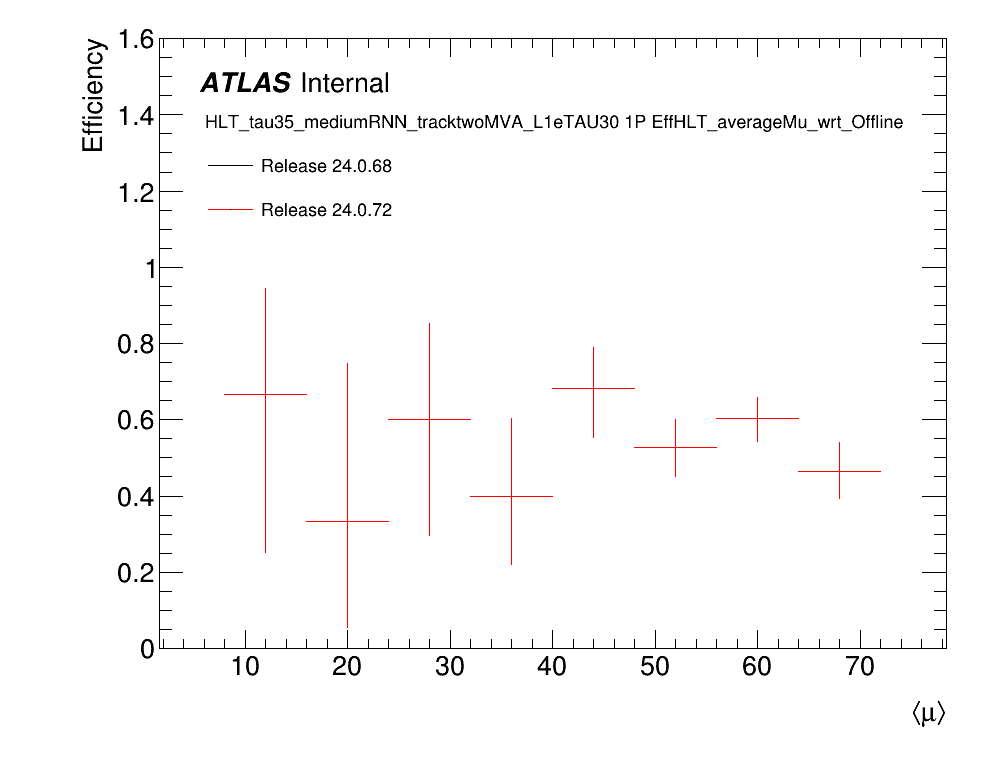 Efficiency
1.6
1.4
1.2
1
0.8
0.6
0.4
0.2
0
ATLAS Internal
HLT_tau35_mediumRNN_tracktwoMVA_L1eTAU30 1P EffHLT_averageMu_wrt_Offline
Release 24.0.68
Release 24.0.72
10 20 30 40 50 60 70
⟨μ⟩